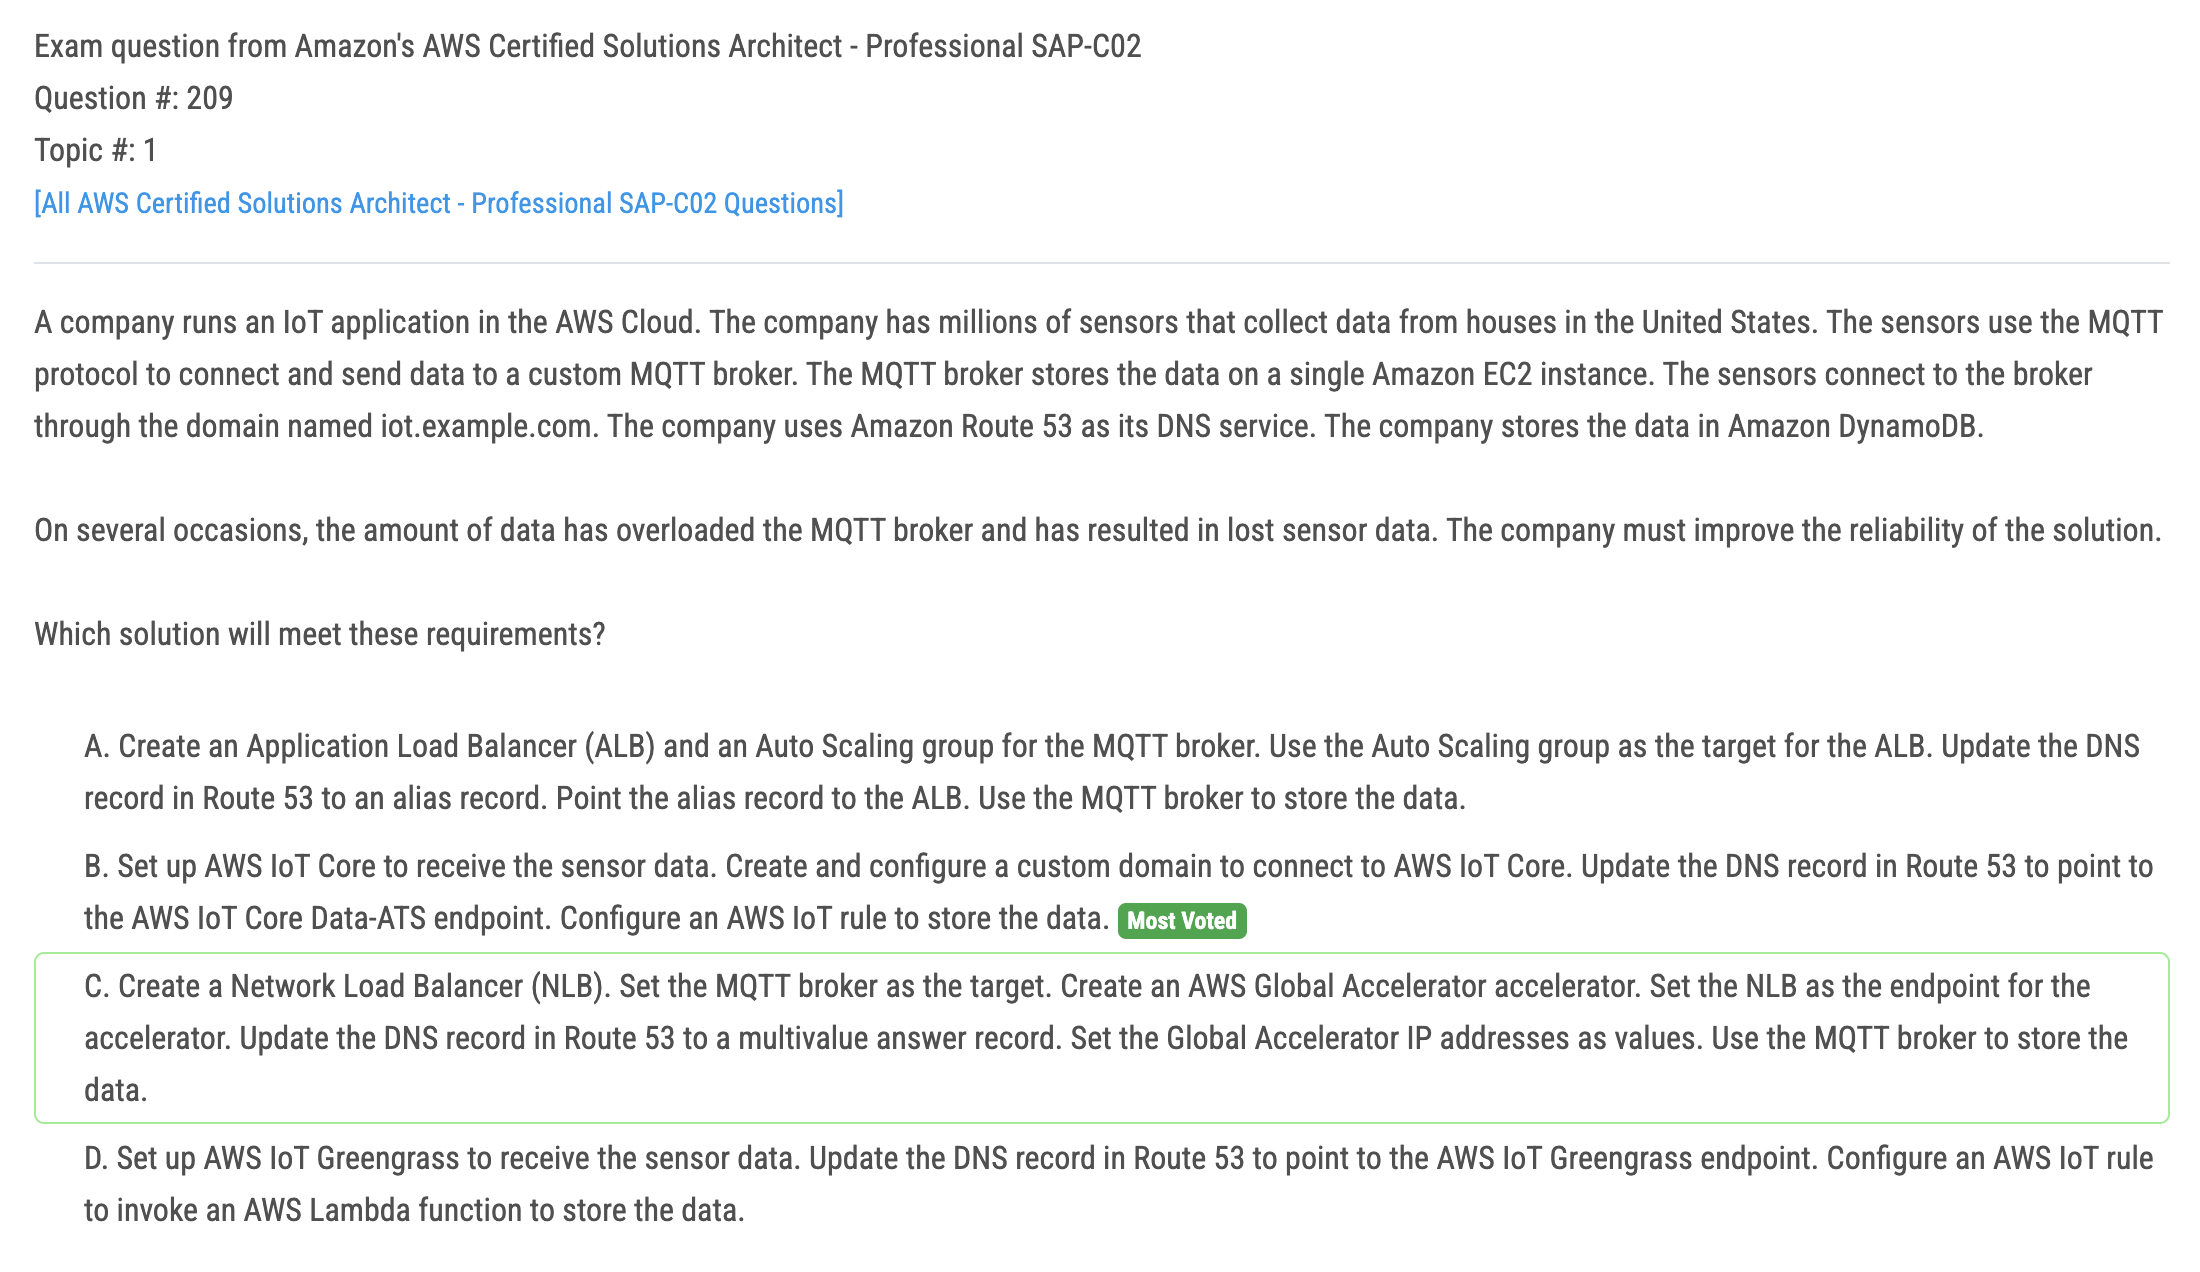 Exam question from Amazon's AWS Certified Solutions Architect - Professional SAP-C02
Question #: 209
Topic #: 1
[All AWS Certified Solutions Architect - Professional SAP-C02 Questions]
A company runs an IoT application in the AWS Cloud. The company has millions of sensors that collect data from houses in the United States. The sensors use the MQTT
protocol to connect and send data to a custom MQTT broker. The MQTT broker stores the data on a single Amazon EC2 instance. The sensors connect to the broker
through the domain named iot.example.com. The company uses Amazon Route 53 as its DNS service. The company stores the data in Amazon DynamoDB.
On several occasions, the amount of data has overloaded the MQTT broker and has resulted in lost sensor data. The company must improve the reliability of the solution.
Which solution will meet these requirements?
A. Create an Application Load Balancer (ALB) and an Auto Scaling group for the MQTT broker. Use the Auto Scaling group as the target for the ALB. Update the DNS
record in Route 53 to an alias record. Point the alias record to the ALB. Use the MQTT broker to store the data.
B. Set up AWS IoT Core to receive the sensor data. Create and configure a custom domain to connect to AWS IoT Core. Update the DNS record in Route 53 to point to
the AWS IoT Core Data-ATS endpoint. Configure an AWS IoT rule to store the data. Most Voted
C. Create a Network Load Balancer (NLB). Set the MQTT broker as the target. Create an AWS Global Accelerator accelerator. Set the NLB as the endpoint for the
accelerator. Update the DNS record in Route 53 to a multivalue answer record. Set the Global Accelerator IP addresses as values. Use the MQTT broker to store the
data.
D. Set up AWS IoT Greengrass to receive the sensor data. Update the DNS record in Route 53 to point to the AWS IoT Greengrass endpoint. Configure an AWS IoT rule
to invoke an AWS Lambda function to store the data.